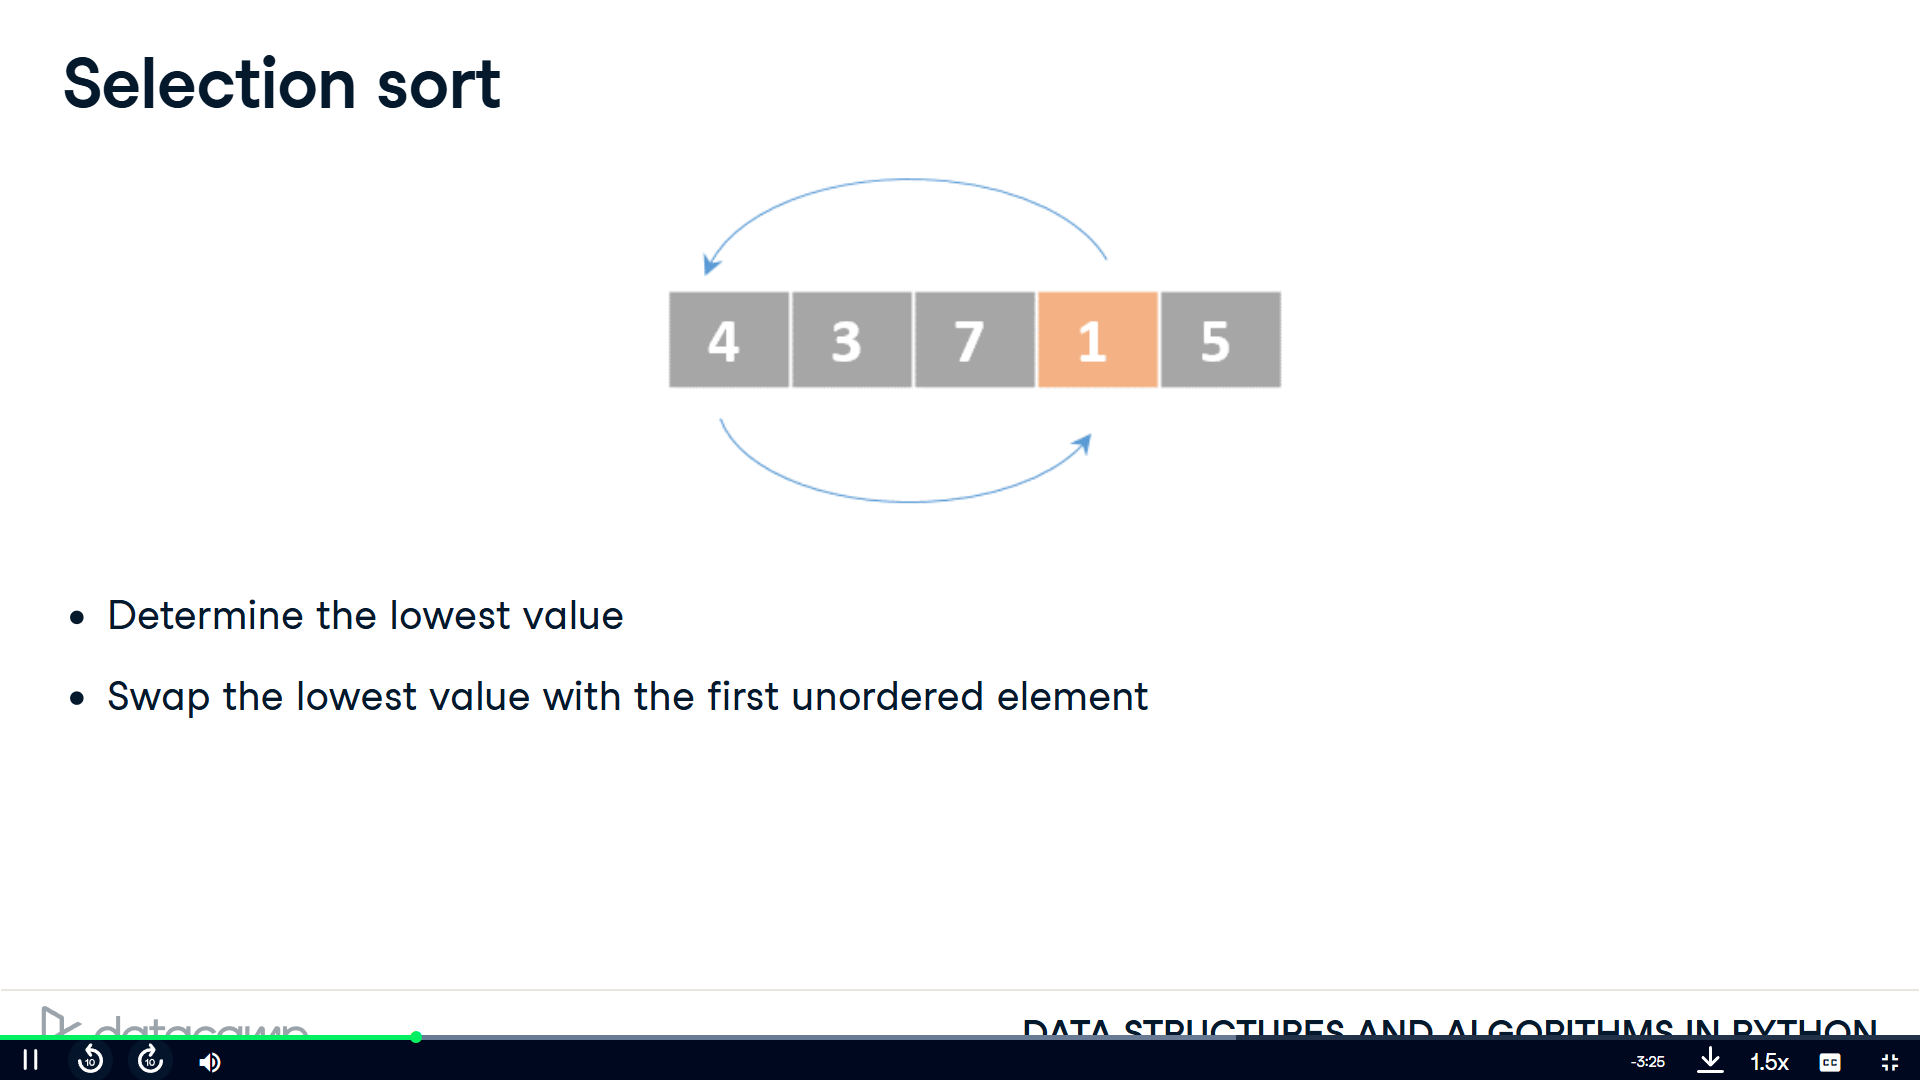 Selection sort
4 3 7 1 5
• Determine the lowest value
• Swap the lowest value with the first unordered element
datacamp
DATA STRUCTURES AND ALGORITHMS IN PYTHON
10 10 -3:25 1.5x CC